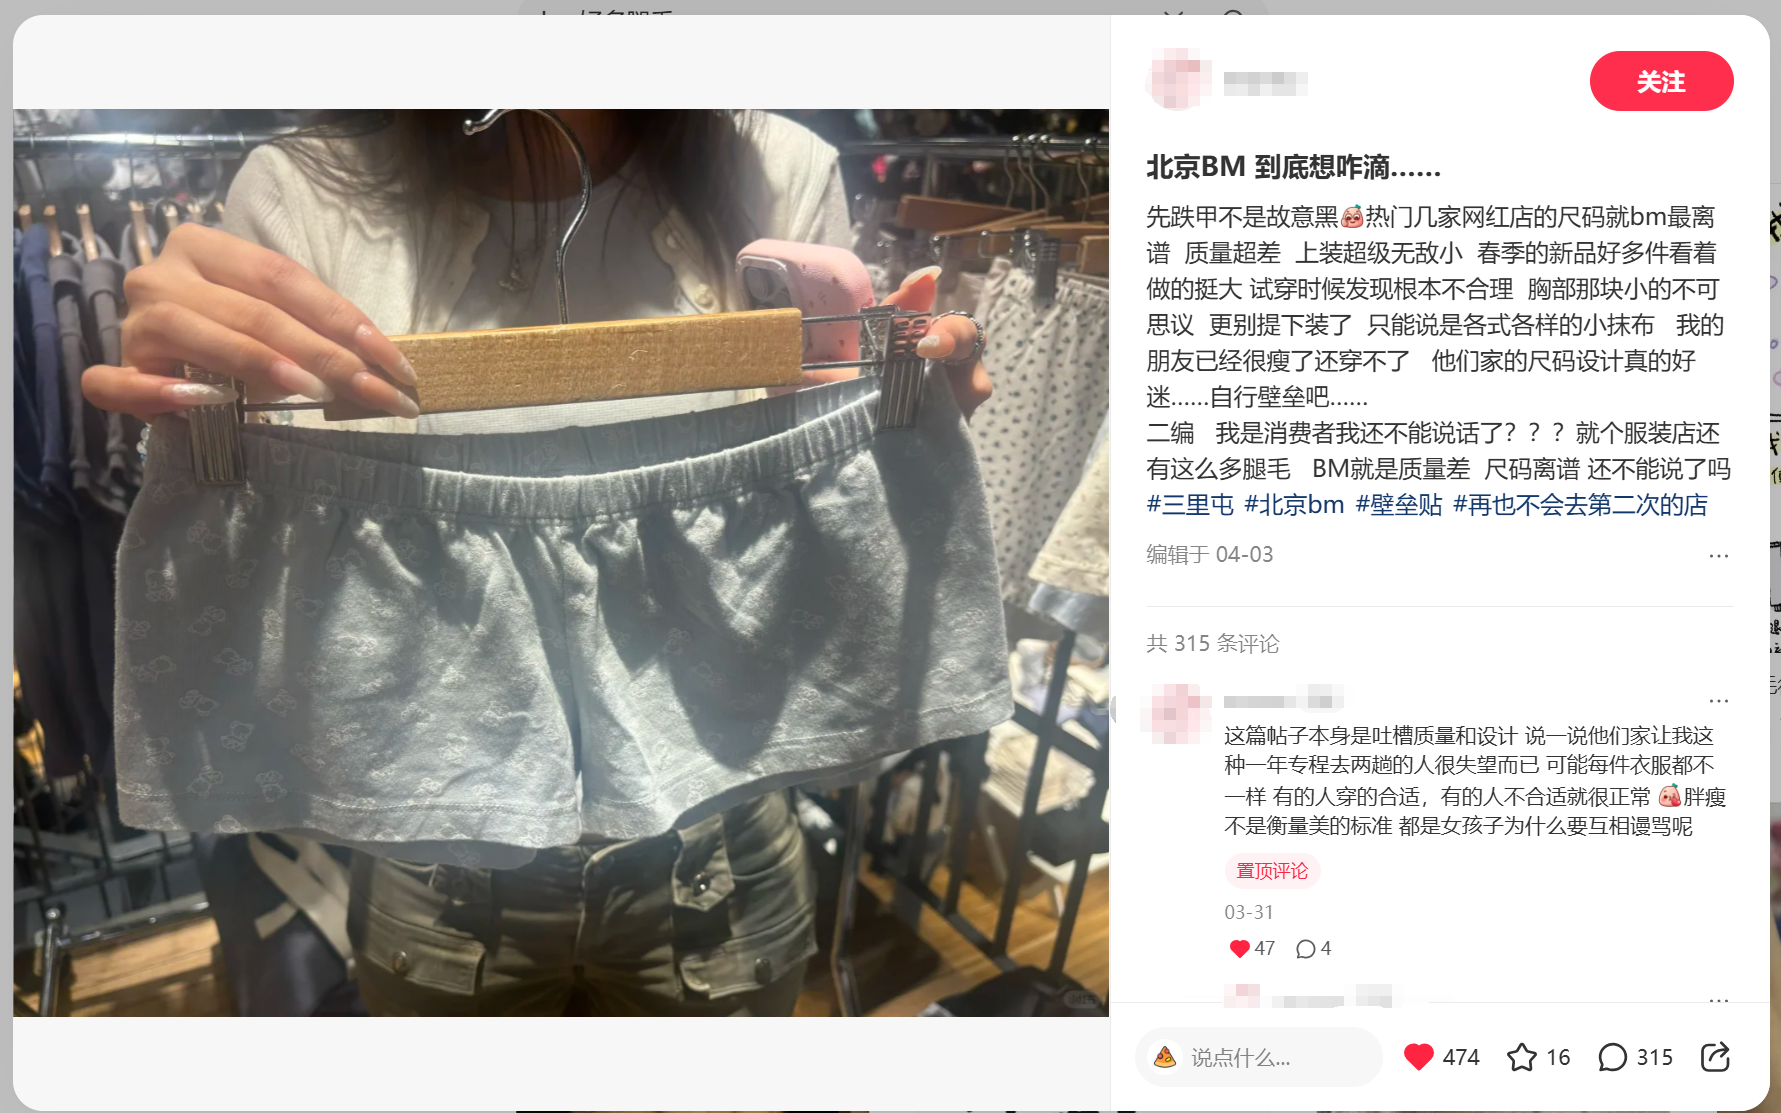 关注
北京BM 到底想咋滴……
先跌甲不是故意黑热门几家网红店的尺码就bm最离
谱 质量超差 上装超级无敌小 春季的新品好多件看着
做的挺大 试穿时候发现根本不合理 胸部那块小的不可
思议 更别提下装了 只能说是各式各样的小抹布 我的
朋友已经很瘦了还穿不了 他们家的尺码设计真的好
迷……自行壁垒吧……
二编 我是消费者我还不能说话了？？？就个服装店还
有这么多腿毛 BM就是质量差 尺码离谱 还不能说了吗
#三里屯 #北京bm #壁垒贴 #再也不会去第二次的店
编辑于 04-03
共 315 条评论
这篇帖子本身是吐槽质量和设计 说一说他们家让我这
种一年专程去两趟的人很失望而已 可能每件衣服都不
一样 有的人穿的合适，有的人不合适就很正常 胖瘦
不是衡量美的标准 都是女孩子为什么要互相谩骂呢
置顶评论
03-31
47 4
说点什么... 474 16 315